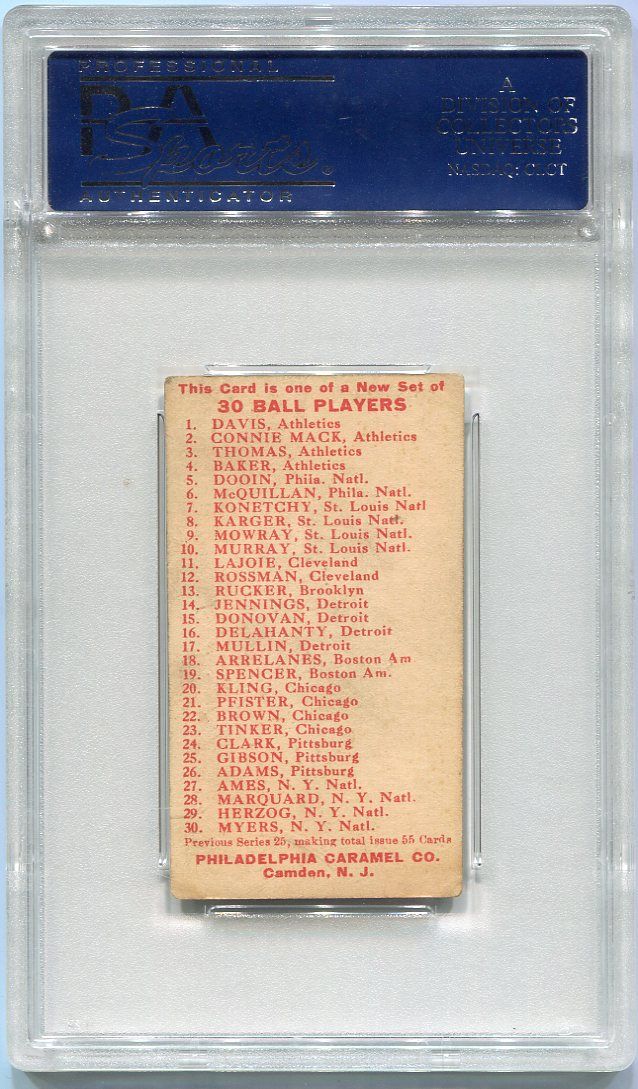 PROFESSIONAL
PSA
Sports®
AUTHENTICATOR
A
DIVISION OF
COLLECTORS
UNIVERSE
NASDAQ: CLCT
This Card is one of a New Set of
30 BALL PLAYERS
1. DAVIS, Athletics
2. CONNIE MACK, Athletics
3. THOMAS, Athletics
4. BAKER, Athletics
5. DOOIN, Phila. Natl.
6. McQUILLAN, Phila. Natl.
7. KONETCHY, St. Louis Natl
8. KARGER, St. Louis Natl.
9. MOWRAY, St. Louis Natl.
10. MURRAY, St. Louis Natl.
11. LAJOIE, Cleveland
12. ROSSMAN, Cleveland
13. RUCKER, Brooklyn
14. JENNINGS, Detroit
15. DONOVAN, Detroit
16. DELAHANTY, Detroit
17. MULLIN, Detroit
18. ARRELANES, Boston Am
19. SPENCER, Boston Am.
20. KLING, Chicago
21. PFISTER, Chicago
22. BROWN, Chicago
23. TINKER, Chicago
24. CLARK, Pittsburg
25. GIBSON, Pittsburg
26. ADAMS, Pittsburg
27. AMES, N. Y. Natl.
28. MARQUARD, N. Y. Natl.
29. HERZOG, N. Y. Natl.
30. MYERS, N. Y. Natl.
Previous Series 25, making total issue 55 Cards
PHILADELPHIA CARAMEL CO.
Camden, N. J.